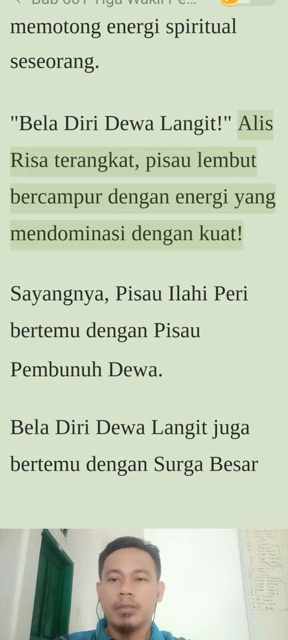 memotong energi spiritual
seseorang.
"Bela Diri Dewa Langit!" Alis
Risa terangkat, pisau lembut
bercampur dengan energi yang
mendominasi dengan kuat!
Sayangnya, Pisau Ilahi Peri
bertemu dengan Pisau
Pembunuh Dewa.
Bela Diri Dewa Langit juga
bertemu dengan Surga Besar